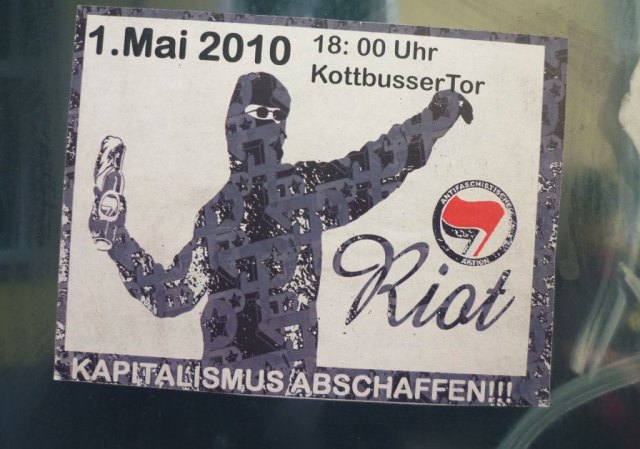 1.Mai 2010
18: 00 Uhr
KottbusserTor
ANTIFASCHISTISCHE
AKTION
Riot
KAPITALISMUS ABSCHAFFEN!!!